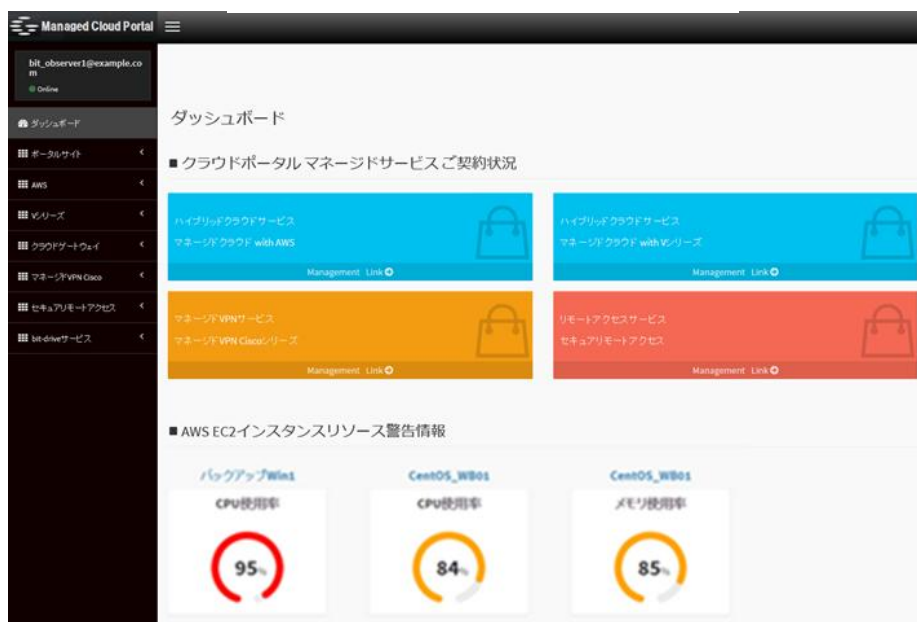 Managed Cloud Portal
bit_observer1@example.co
m
Online
ダッシュボード
ポータルサイト
AWS
Vシリーズ
クラウドゲートウェイ
マネージドVPN Cisco
セキュアリモートアクセス
bit-driveサービス
ダッシュボード
■ クラウドポータル マネージドサービスご契約状況
ハイブリッドクラウドサービス
マネージドクラウド with AWS
Management Link
ハイブリッドクラウドサービス
マネージドクラウド with Vシリーズ
Management Link
マネージドVPNサービス
マネージドVPN Ciscoシリーズ
Management Link
リモートアクセスサービス
セキュアリモートアクセス
Management Link
■ AWS EC2インスタンスリソース警告情報
バックアップWin1
CPU使用率
95%
CentOS_WB01
CPU使用率
84%
CentOS_WB01
メモリ使用率
85%